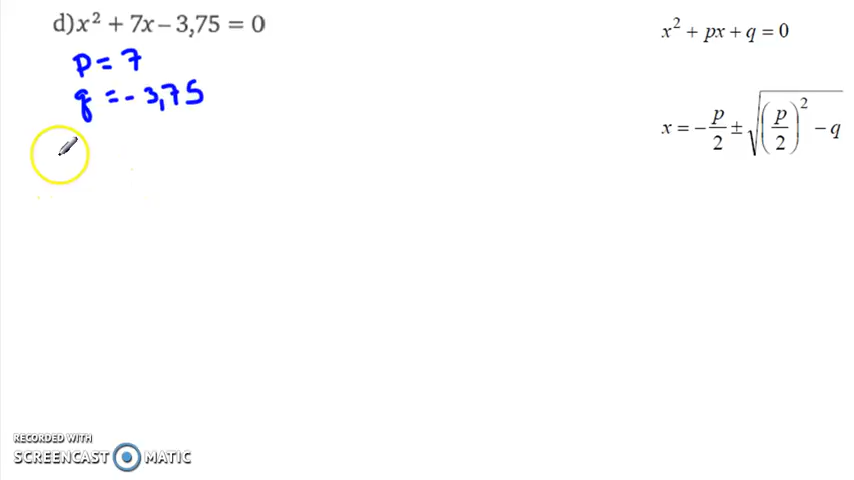 d)x² + 7x − 3,75 = 0
p = 7
q = - 3,75
x² + px + q = 0
x = − p/2 ± √((p/2)² − q)
RECORDED WITH
SCREENCAST MATIC